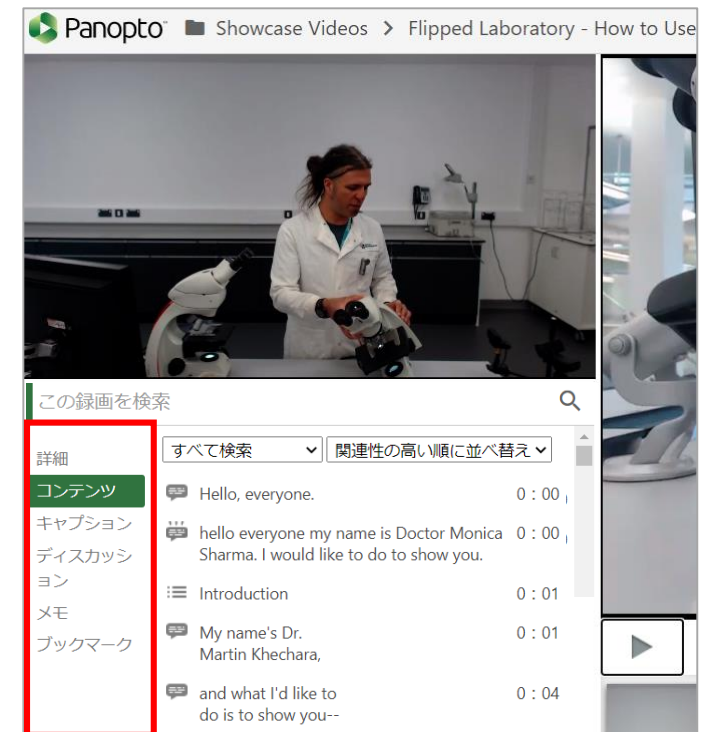 Panopto Showcase Videos > Flipped Laboratory - How to Use
この録画を検索
詳細
コンテンツ
キャプション
ディスカッシ
ョン
メモ
ブックマーク
すべて検索 関連性の高い順に並べ替え
Hello, everyone. 0:00
hello everyone my name is Doctor Monica 0:00
Sharma. I would like to do to show you.
Introduction 0:01
My name's Dr. 0:01
Martin Khechara,
and what I'd like to 0:04
do is to show you--